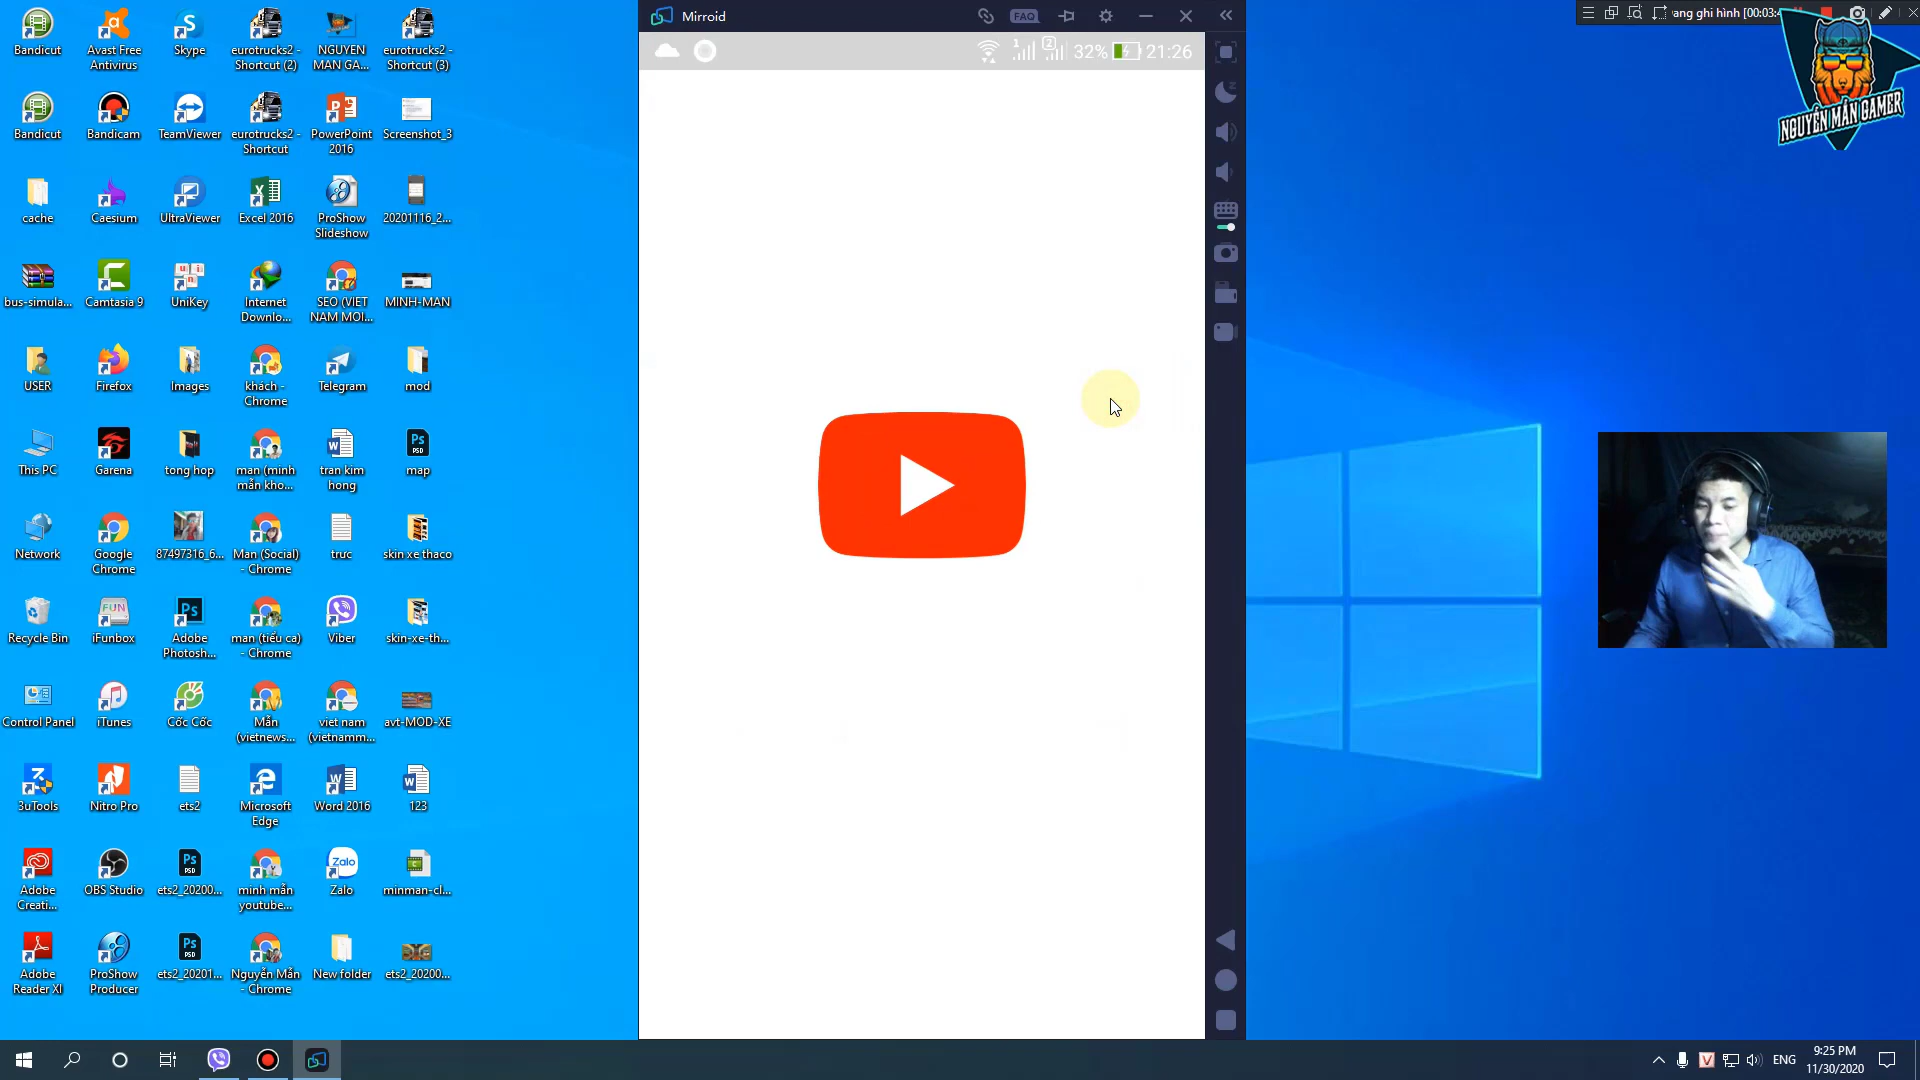 Mirroid
FAQ
1
2
32%
21:26
ang ghi hình [00:03:4
NGUYỄN MẪN GAMER
Bandicut
Avast Free
Antivirus
Skype
eurotrucks2 -
Shortcut (2)
NGUYEN
MAN GA...
eurotrucks2 -
Shortcut (3)
Bandicut
Bandicam
TeamViewer
eurotrucks2 -
Shortcut
PowerPoint
2016
Screenshot_3
cache
Caesium
UltraViewer
Excel 2016
ProShow
Slideshow
20201116_2...
bus-simula...
Camtasia 9
UniKey
Internet
Downlo...
SEO (VIET
NAM MOI...
MINH-MAN
USER
Firefox
Images
khách -
Chrome
Telegram
mod
This PC
Garena
tong hop
man (minh
mẫn kho...
tran kim
hong
map
Network
Google
Chrome
87497316_6...
Man (Social)
- Chrome
trưc
skin xe thaco
Recycle Bin
iFunbox
Adobe
Photosh...
man (tiểu ca)
- Chrome
Viber
skin-xe-th...
Control Panel
iTunes
Cốc Cốc
Mẫn
(vietnews...
viet nam
(vietnamm...
avt-MOD-XE
3uTools
Nitro Pro
ets2
Microsoft
Edge
Word 2016
123
Adobe
Creati...
OBS Studio
ets2_20200...
minh mẫn
youtube...
Zalo
minman-cl...
Adobe
Reader XI
ProShow
Producer
ets2_20201...
Nguyễn Mẫn
- Chrome
New folder
ets2_20200...
ENG
9:25 PM
11/30/2020